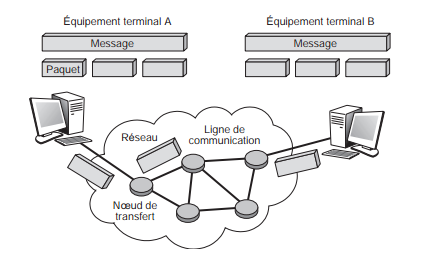 Équipement terminal A
Équipement terminal B
Message
Message
Paquet
Réseau
Ligne de
communication
Nœud de
transfert